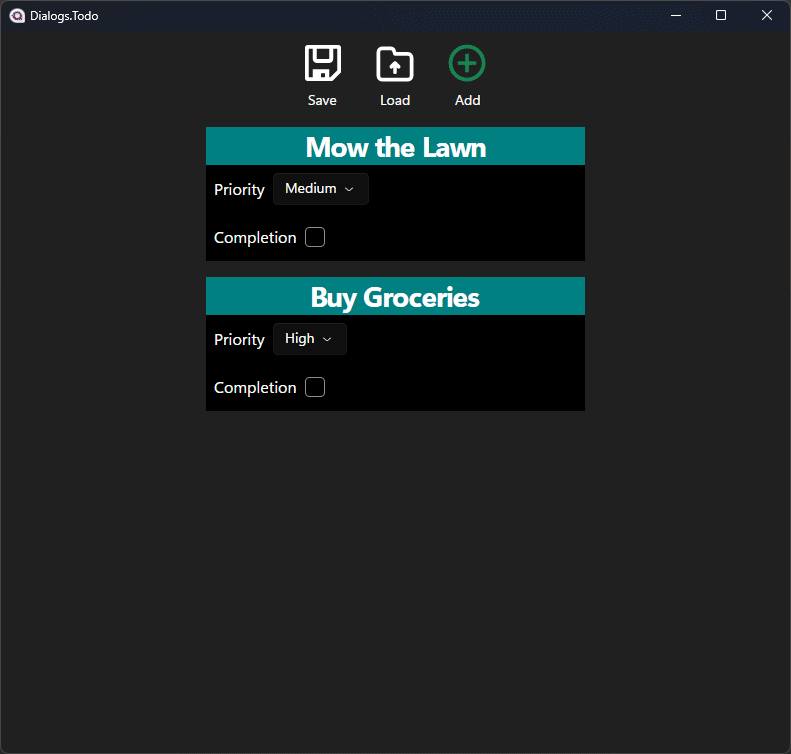 Dialogs.Todo
Save Load Add
Mow the Lawn
Priority Medium
Completion
Buy Groceries
Priority High
Completion